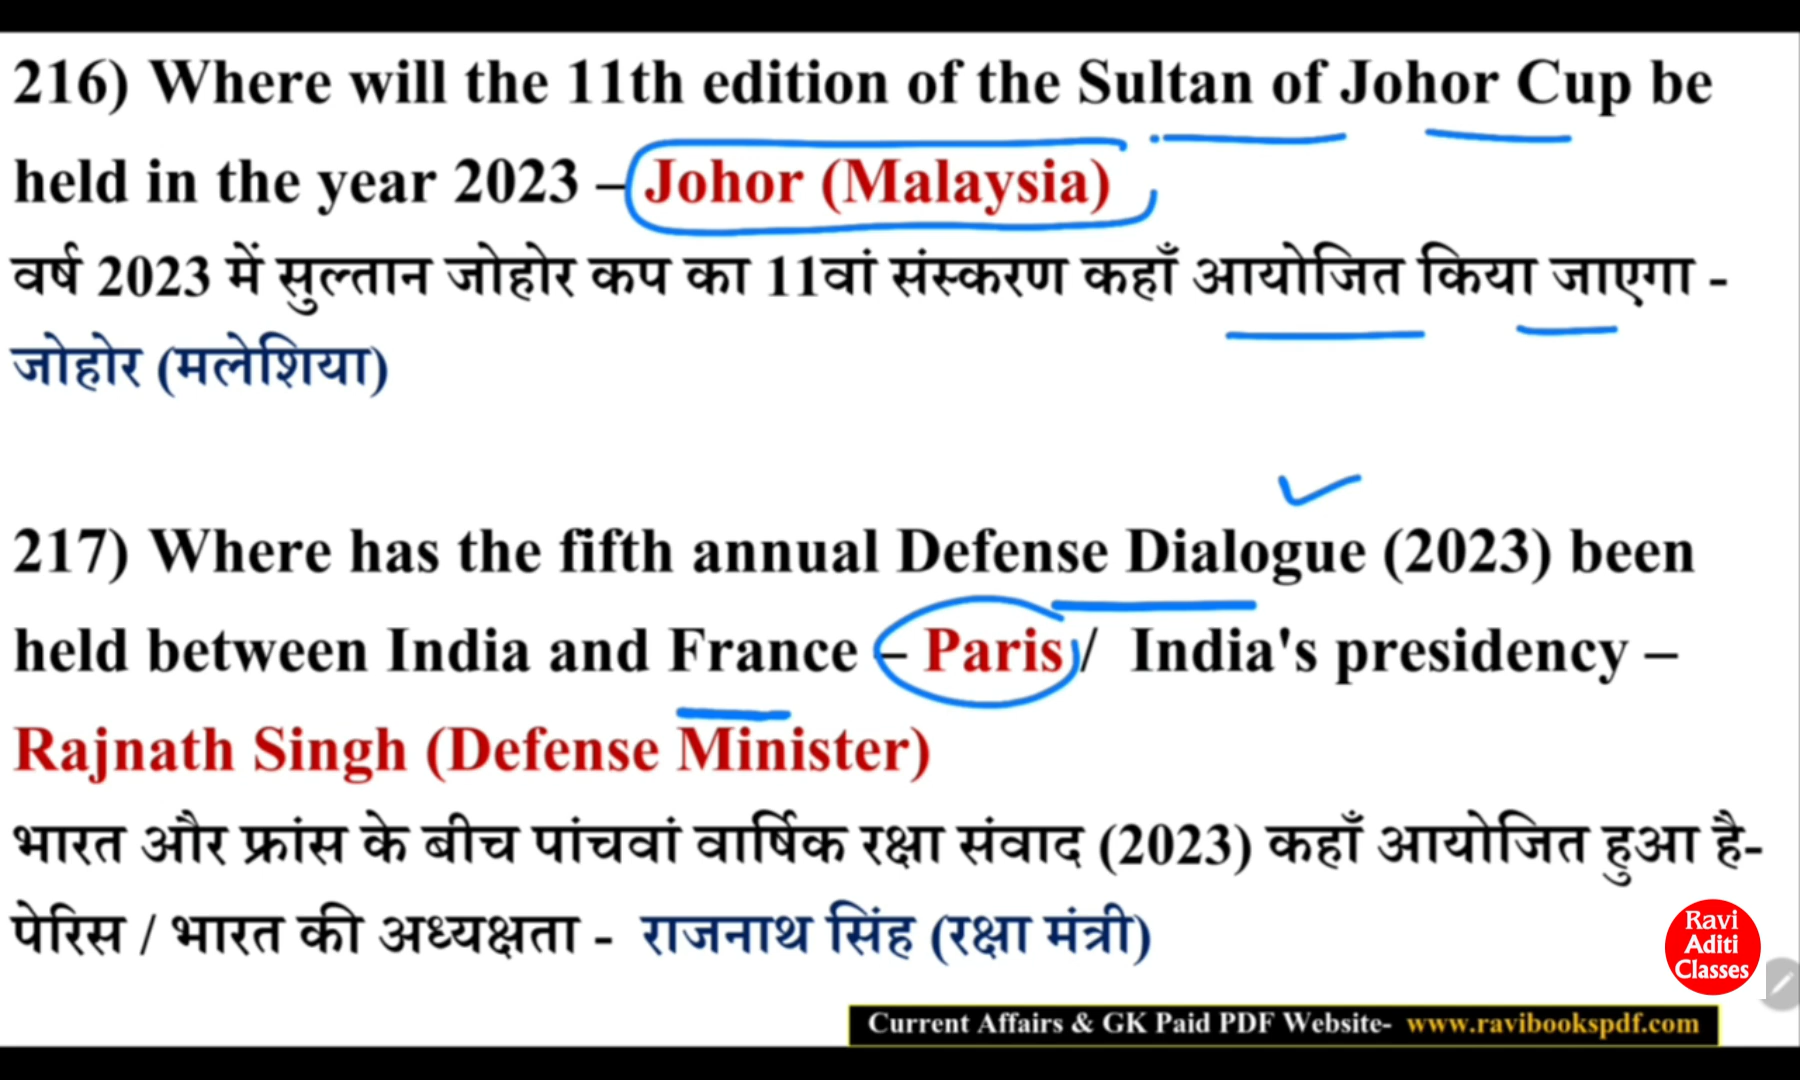 216) Where will the 11th edition of the Sultan of Johor Cup be
held in the year 2023 – Johor (Malaysia)
वर्ष 2023 में सुल्तान जोहोर कप का 11वां संस्करण कहाँ आयोजित किया जाएगा -
जोहोर (मलेशिया)
217) Where has the fifth annual Defense Dialogue (2023) been
held between India and France – Paris / India's presidency –
Rajnath Singh (Defense Minister)
भारत और फ्रांस के बीच पांचवां वार्षिक रक्षा संवाद (2023) कहाँ आयोजित हुआ है-
पेरिस / भारत की अध्यक्षता - राजनाथ सिंह (रक्षा मंत्री)
Ravi
Aditi
Classes
Current Affairs & GK Paid PDF Website- www.ravibookspdf.com